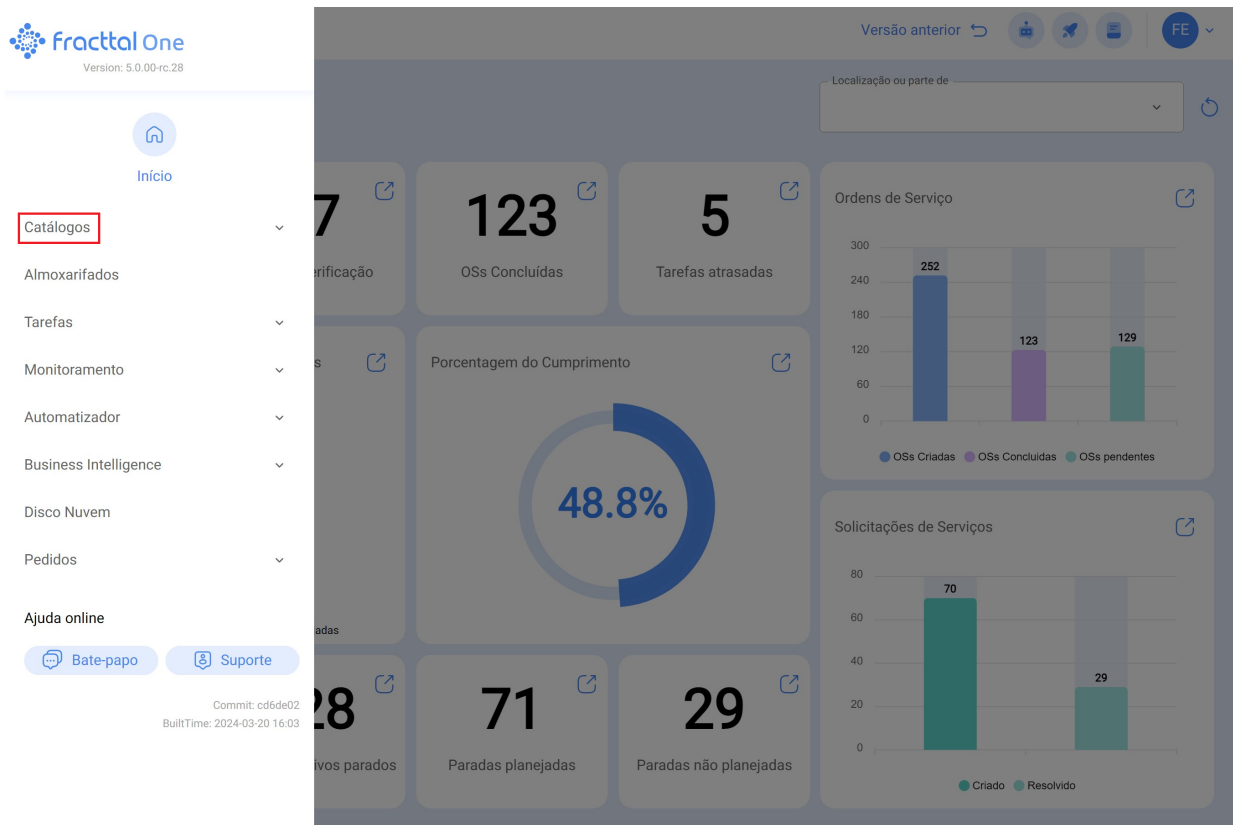 fracttal One
Version: 5.0.00-rc.28
Início
Catálogos
Almoxarifados
Tarefas
Monitoramento
Automatizador
Business Intelligence
Disco Nuvem
Pedidos
Ajuda online
Bate-papo
Suporte
Commit: cd6de02
BuiltTime: 2024-03-20 16:03
Versão anterior
FE
Localização ou parte de
7
erificação
123
OSs Concluídas
5
Tarefas atrasadas
Ordens de Serviço
300
240
180
120
60
0
252
123
129
OSs Criadas
OSs Concluidas
OSs pendentes
s
adas
Porcentagem do Cumprimento
48.8%
Solicitações de Serviços
80
60
40
20
0
70
29
Criado
Resolvido
28
ivos parados
71
Paradas planejadas
29
Paradas não planejadas